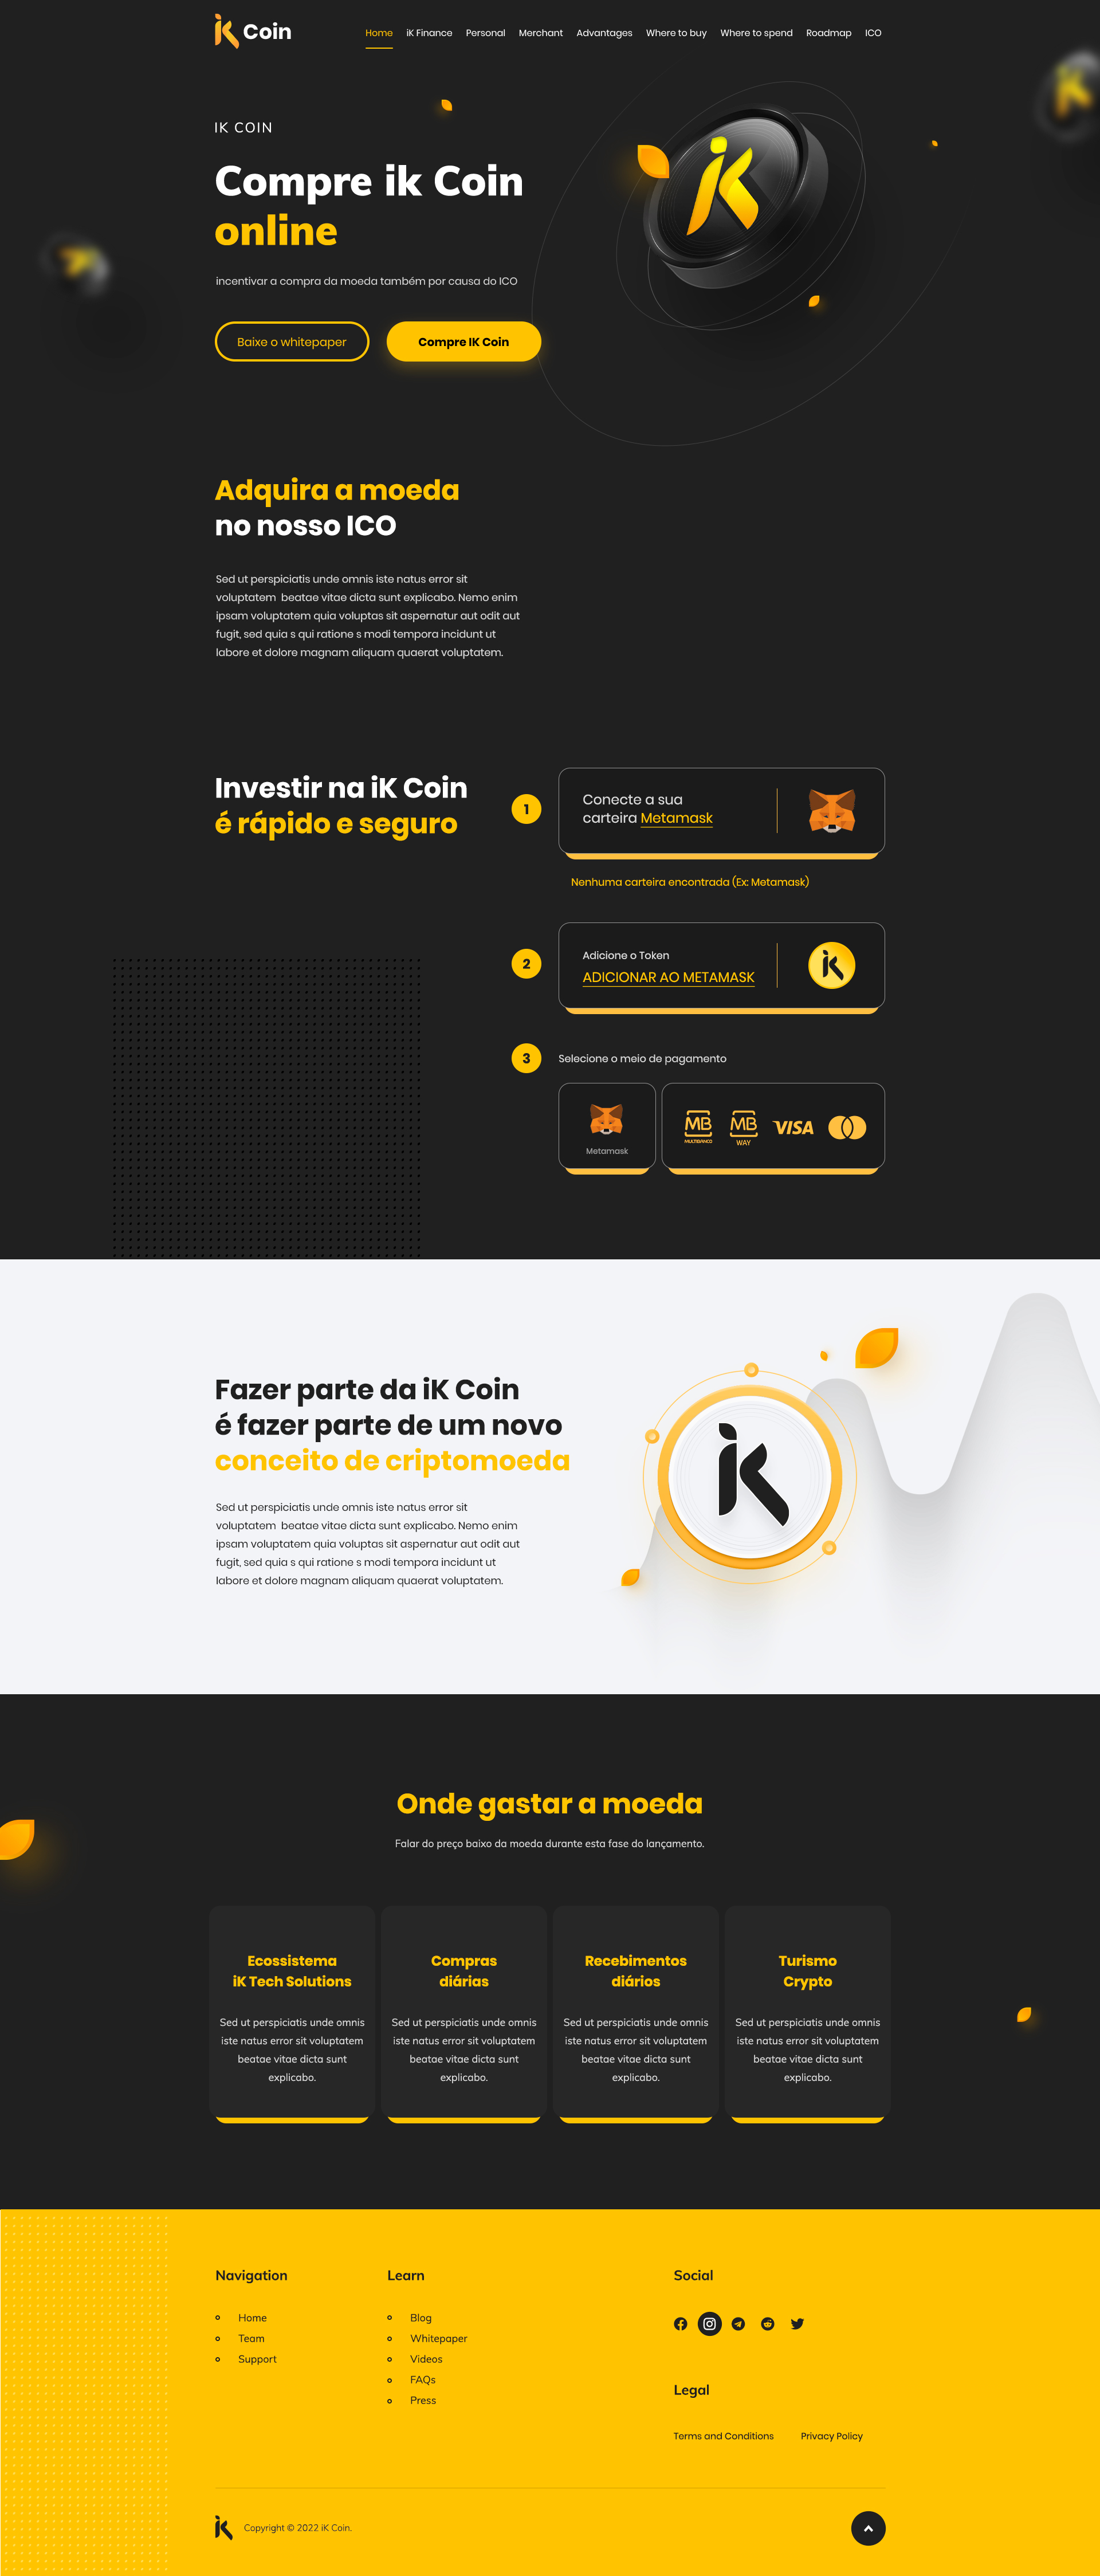 iK Coin
Home iK Finance Personal Merchant Advantages Where to buy Where to spend Roadmap ICO
IK COIN
Compre ik Coin
online
incentivar a compra da moeda também por causa do ICO
Baixe o whitepaper
Compre IK Coin
iK
Adquira a moeda
no nosso ICO
Sed ut perspiciatis unde omnis iste natus error sit
voluptatem beatae vitae dicta sunt explicabo. Nemo enim
ipsam voluptatem quia voluptas sit aspernatur aut odit aut
fugit, sed quia s qui ratione s modi tempora incidunt ut
labore et dolore magnam aliquam quaerat voluptatem.
Investir na iK Coin
é rápido e seguro
1
Conecte a sua
carteira Metamask
Nenhuma carteira encontrada (Ex: Metamask)
2
Adicione o Token
ADICIONAR AO METAMASK
iK
3
Selecione o meio de pagamento
Metamask
MB
MULTIBANCO
MB
WAY
VISA
Fazer parte da iK Coin
é fazer parte de um novo
conceito de criptomoeda
Sed ut perspiciatis unde omnis iste natus error sit
voluptatem beatae vitae dicta sunt explicabo. Nemo enim
ipsam voluptatem quia voluptas sit aspernatur aut odit aut
fugit, sed quia s qui ratione s modi tempora incidunt ut
labore et dolore magnam aliquam quaerat voluptatem.
iK
Onde gastar a moeda
Falar do preço baixo da moeda durante esta fase do lançamento.
Ecossistema
iK Tech Solutions
Sed ut perspiciatis unde omnis
iste natus error sit voluptatem
beatae vitae dicta sunt
explicabo.
Compras
diárias
Sed ut perspiciatis unde omnis
iste natus error sit voluptatem
beatae vitae dicta sunt
explicabo.
Recebimentos
diários
Sed ut perspiciatis unde omnis
iste natus error sit voluptatem
beatae vitae dicta sunt
explicabo.
Turismo
Crypto
Sed ut perspiciatis unde omnis
iste natus error sit voluptatem
beatae vitae dicta sunt
explicabo.
Navigation
Home
Team
Support
Learn
Blog
Whitepaper
Videos
FAQs
Press
Social
Legal
Terms and Conditions
Privacy Policy
iK
Copyright © 2022 iK Coin.